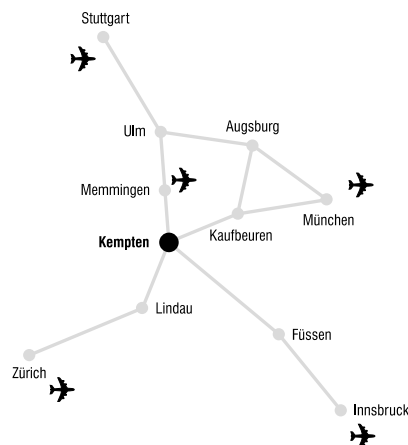 Stuttgart
Ulm
Augsburg
Memmingen
München
Kaufbeuren
Kempten
Lindau
Füssen
Zürich
Innsbruck